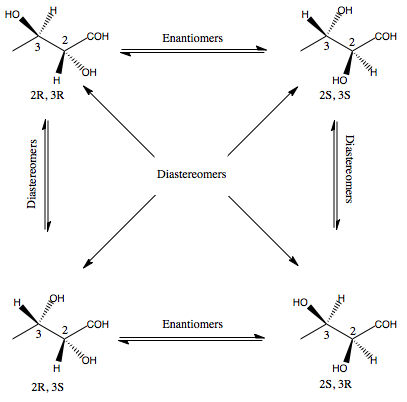 HO H
3 2 COH
H OH
2R, 3R
Enantiomers
H OH
3 2 COH
HO H
2S, 3S
Diastereomers
Diastereomers
Diastereomers
H OH
3 2 COH
H OH
2R, 3S
Enantiomers
HO H
3 2 COH
HO H
2S, 3R